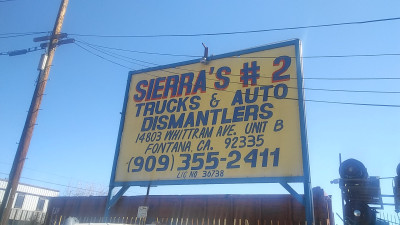 SIERRA'S # 2
TRUCKS & AUTO
DISMANTLERS
14803 WHITTRAM AVE. UNIT B
FONTANA, CA. 92335
(909) 355-2411
LIC NO 36738